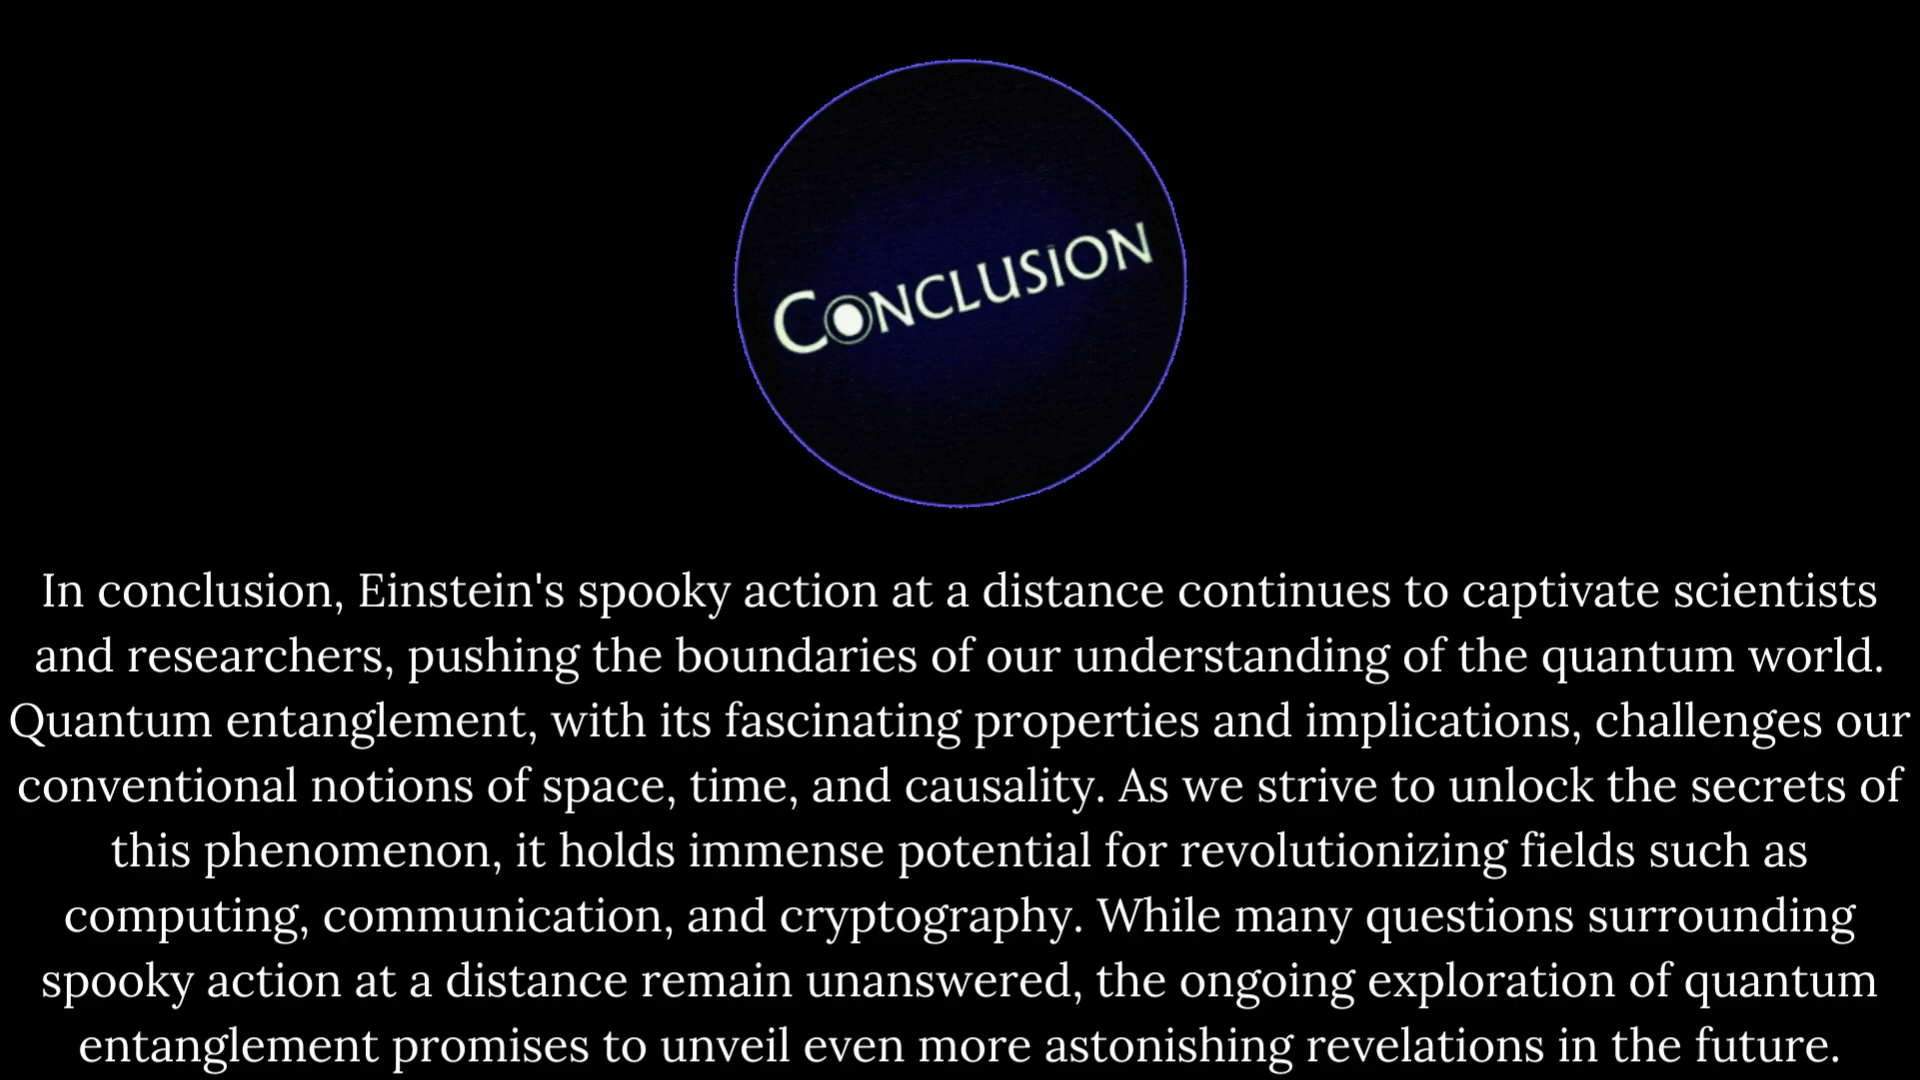 CONCLUSION
In conclusion, Einstein's spooky action at a distance continues to captivate scientists
and researchers, pushing the boundaries of our understanding of the quantum world.
Quantum entanglement, with its fascinating properties and implications, challenges our
conventional notions of space, time, and causality. As we strive to unlock the secrets of
this phenomenon, it holds immense potential for revolutionizing fields such as
computing, communication, and cryptography. While many questions surrounding
spooky action at a distance remain unanswered, the ongoing exploration of quantum
entanglement promises to unveil even more astonishing revelations in the future.